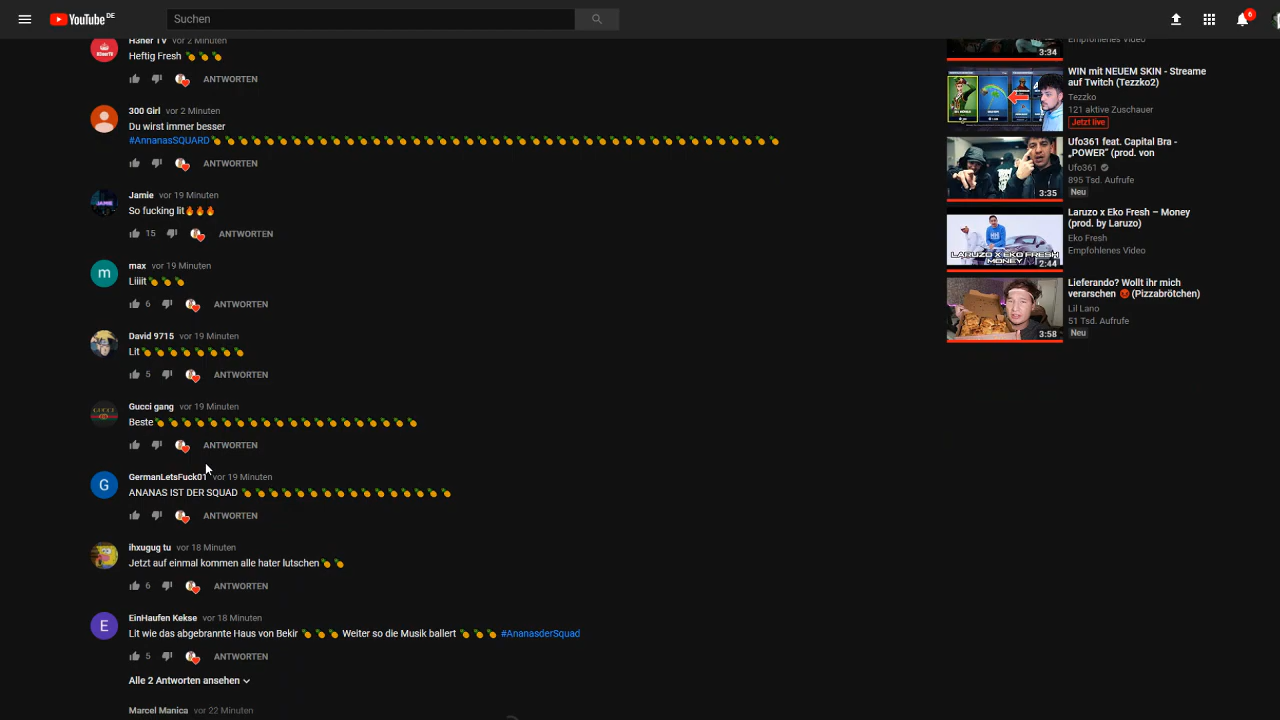 YouTube DE
Suchen
6
H3ner TV vor 2 Minuten
Heftig Fresh
ANTWORTEN
300 Girl vor 2 Minuten
Du wirst immer besser
#AnnanasSQUARD
ANTWORTEN
Jamie vor 19 Minuten
So fucking lit
15 ANTWORTEN
max vor 19 Minuten
m
Liiiit
6 ANTWORTEN
David 9715 vor 19 Minuten
Lit
5 ANTWORTEN
Gucci gang vor 19 Minuten
GUCCI
Beste
ANTWORTEN
GermanLetsFuck01 vor 19 Minuten
G
ANANAS IST DER SQUAD
ANTWORTEN
ihxugug tu vor 18 Minuten
Jetzt auf einmal kommen alle hater lutschen
6 ANTWORTEN
EinHaufen Kekse vor 18 Minuten
E
Lit wie das abgebrannte Haus von Bekir Weiter so die Musik ballert #AnanasderSquad
5 ANTWORTEN
Alle 2 Antworten ansehen
Marcel Manica vor 22 Minuten
Empfohlenes Video
3:34
WIN mit NEUEM SKIN - Streame
auf Twitch (Tezzko2)
Tezzko
121 aktive Zuschauer
Jetzt live
Ufo361 feat. Capital Bra -
„POWER" (prod. von
Ufo361
895 Tsd. Aufrufe
Neu
3:35
Laruzo x Eko Fresh – Money
(prod. by Laruzo)
Eko Fresh
Empfohlenes Video
LARUZO X EKO FRESH
MONEY
2:44
Lieferando? Wollt ihr mich
verarschen (Pizzabrötchen)
Lil Lano
51 Tsd. Aufrufe
Neu
3:58